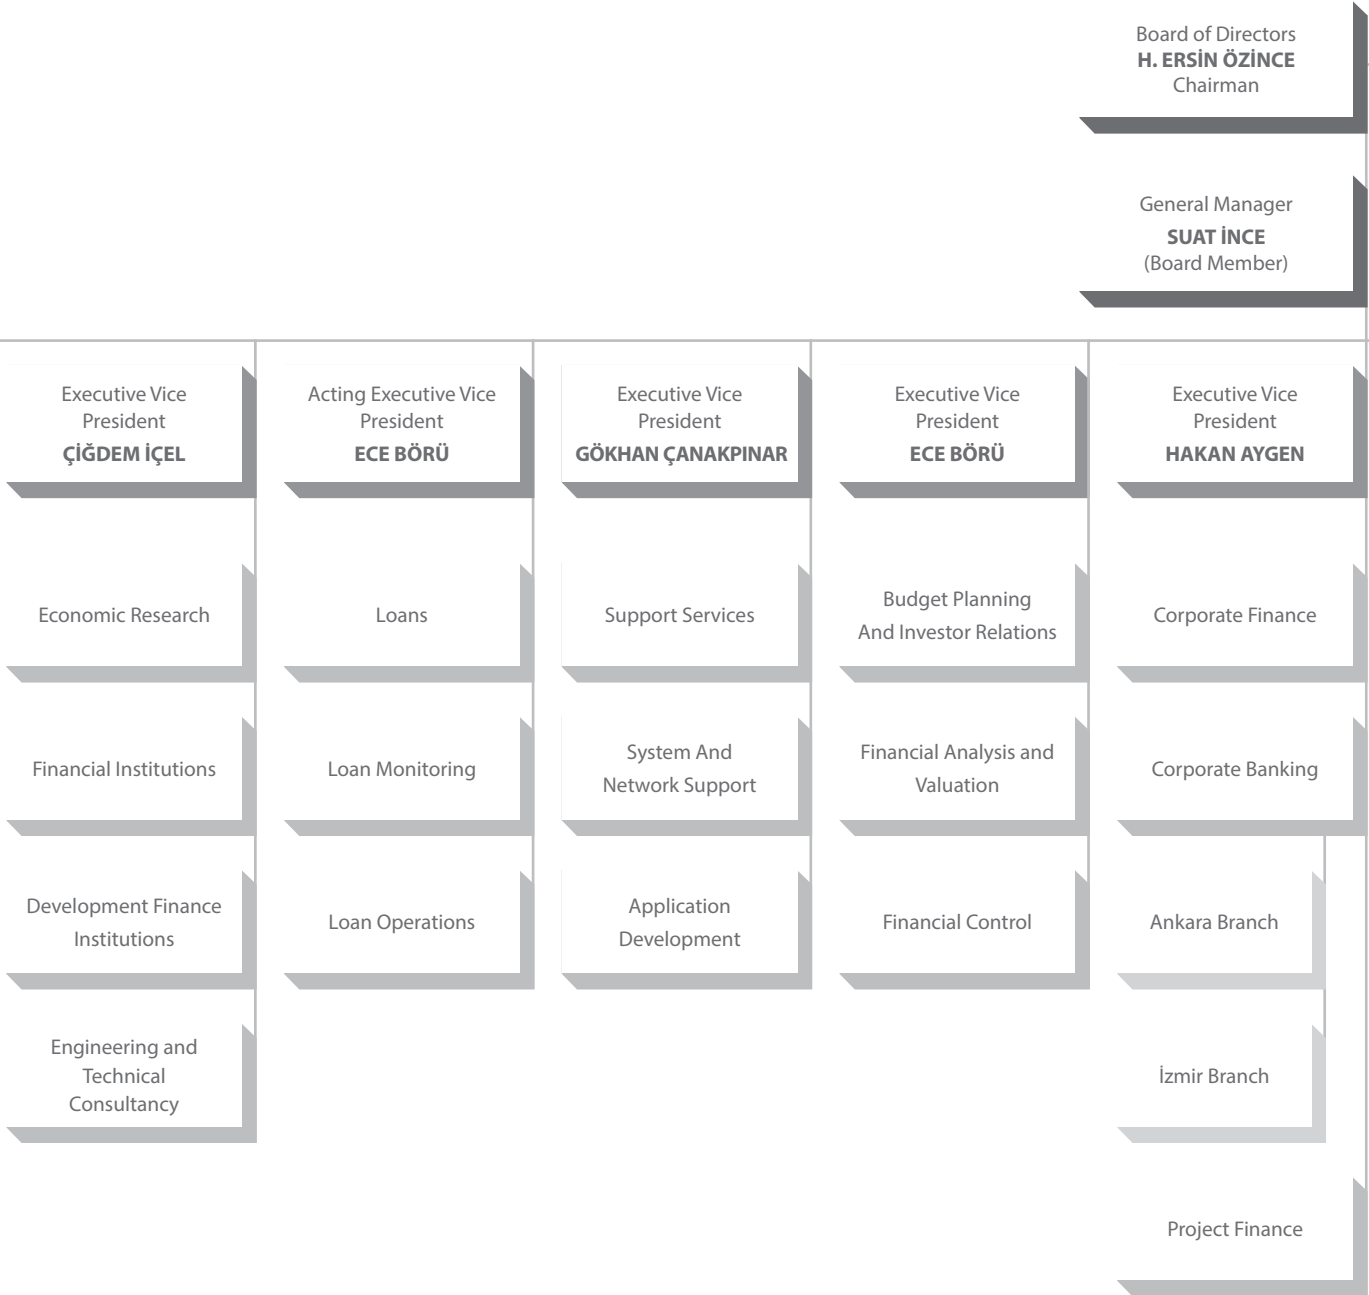 Board of Directors
H. ERSİN ÖZİNCE
Chairman
General Manager
SUAT İNCE
(Board Member)
Executive Vice
President
ÇİĞDEM İÇEL
Economic Research
Financial Institutions
Development Finance
Institutions
Engineering and
Technical
Consultancy
Acting Executive Vice
President
ECE BÖRÜ
Loans
Loan Monitoring
Loan Operations
Executive Vice
President
GÖKHAN ÇANAKPINAR
Support Services
System And
Network Support
Application
Development
Executive Vice
President
ECE BÖRÜ
Budget Planning
And Investor Relations
Financial Analysis and
Valuation
Financial Control
Executive Vice
President
HAKAN AYGEN
Corporate Finance
Corporate Banking
Ankara Branch
İzmir Branch
Project Finance